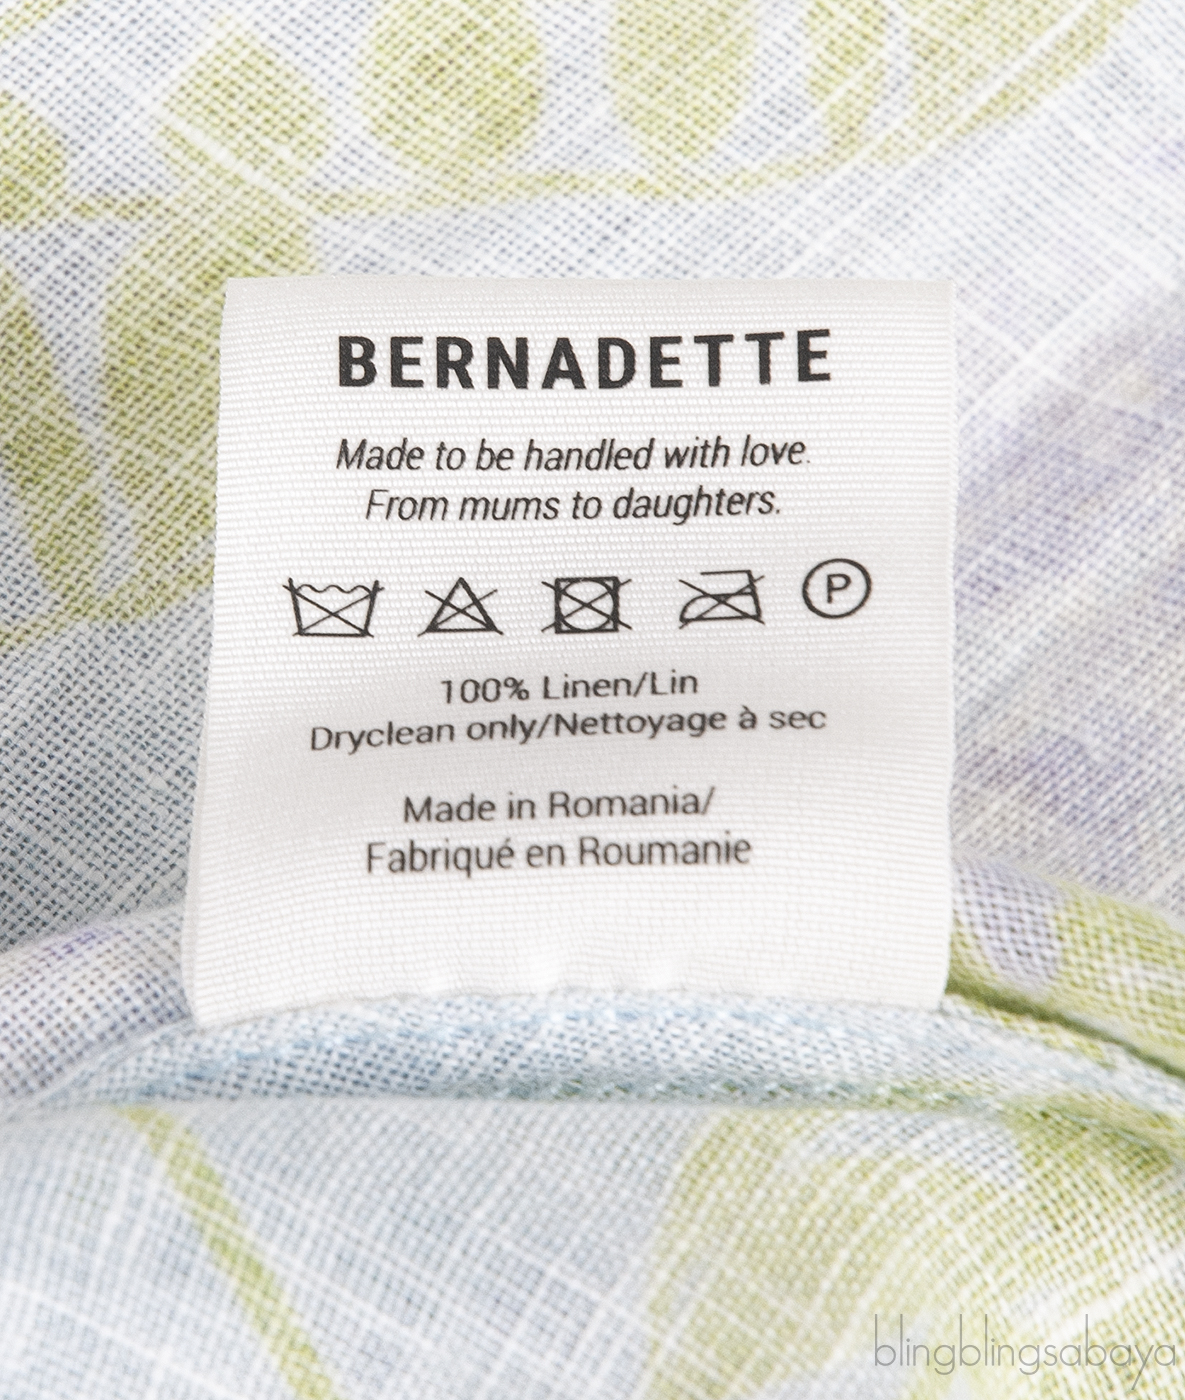 BERNADETTE
Made to be handled with love.
From mums to daughters.
P
100% Linen/Lin
Dryclean only/Nettoyage à sec
Made in Romania/
Fabriqué en Roumanie
blingblingsabaya